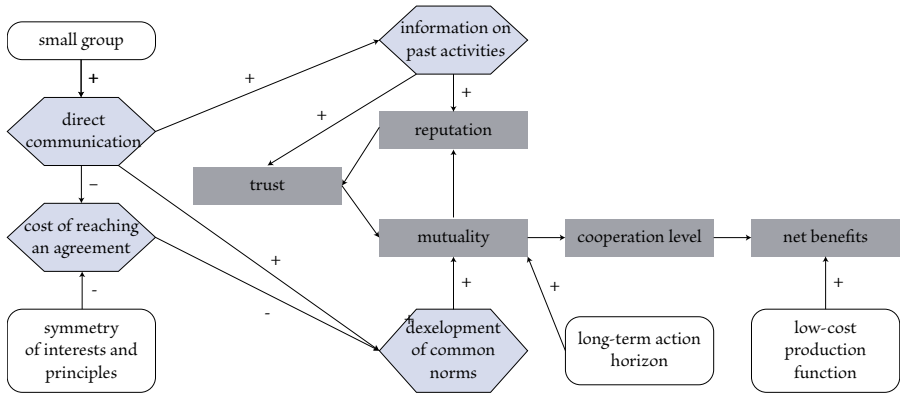 small group
+
direct
communication
−
cost of reaching
an agreement
-
symmetry
of interests and
principles
+
information on
past activities
+
+
reputation
trust
mutuality
cooperation level
net benefits
+
-
+
+
+
dexelopment
of common
norms
+
long-term action
horizon
+
low-cost
production
function